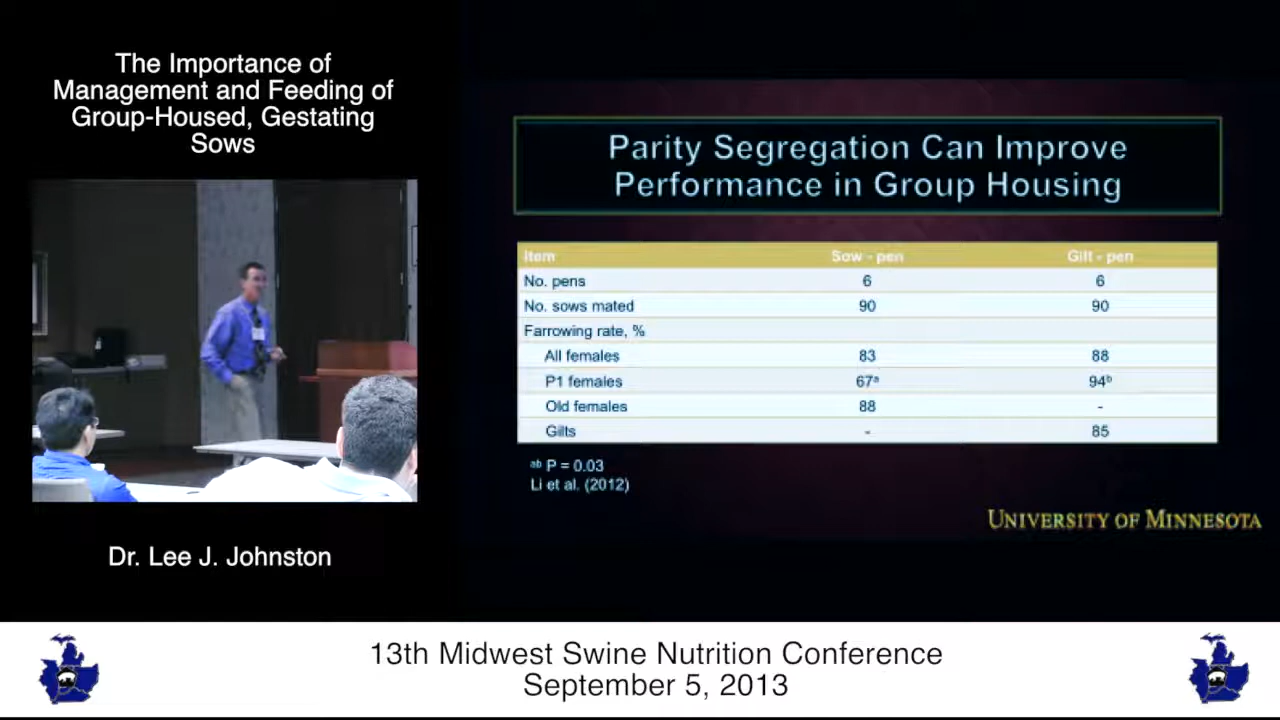 The Importance of
Management and Feeding of
Group-Housed, Gestating
Sows
Dr. Lee J. Johnston
Parity Segregation Can Improve
Performance in Group Housing
Item Sow - pen Gilt - pen
No. pens 6 6
No. sows mated 90 90
Farrowing rate, %
All females 83 88
P1 females 67ᵃ 94ᵇ
Old females 88 -
Gilts - 85
ᵃᵇ P = 0.03
Li et al. (2012)
UNIVERSITY OF MINNESOTA
13th Midwest Swine Nutrition Conference
September 5, 2013